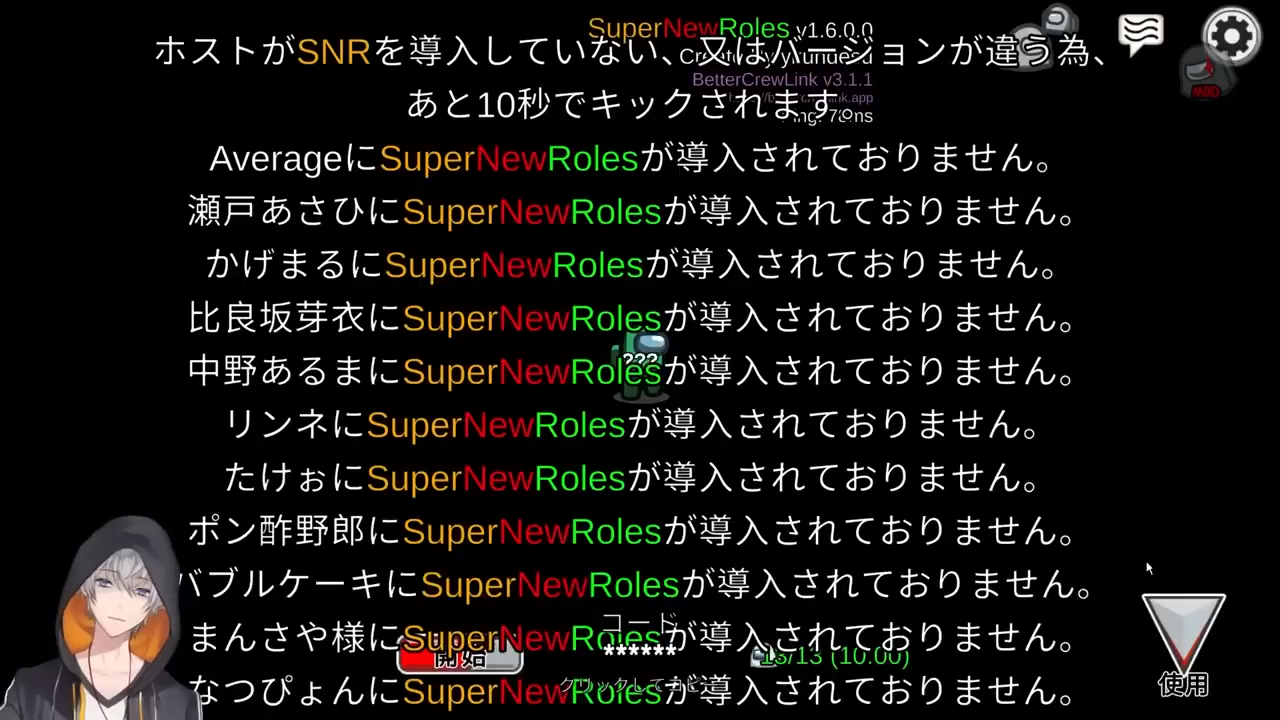 SuperNewRoles v1.6.0.0
ホストがSNRを導入していない、又はバージョンが違う為、
BetterCrewLink v3.1.1
あと10秒でキックされます。
AverageにSuperNewRolesが導入されておりません。
瀬戸あさひにSuperNewRolesが導入されておりません。
かげまるにSuperNewRolesが導入されておりません。
比良坂芽衣にSuperNewRolesが導入されておりません。
???
中野あるまにSuperNewRolesが導入されておりません。
リンネにSuperNewRolesが導入されておりません。
たけぉにSuperNewRolesが導入されておりません。
ポン酢野郎にSuperNewRolesが導入されておりません。
バブルケーキにSuperNewRolesが導入されておりません。
コード
まんさや様にSuperNewRolesが導入されておりません。
開始
******
13/13 (10:00)
クリックしてコピー
なつぴょんにSuperNewRolesが導入されておりません。
使用
MOD